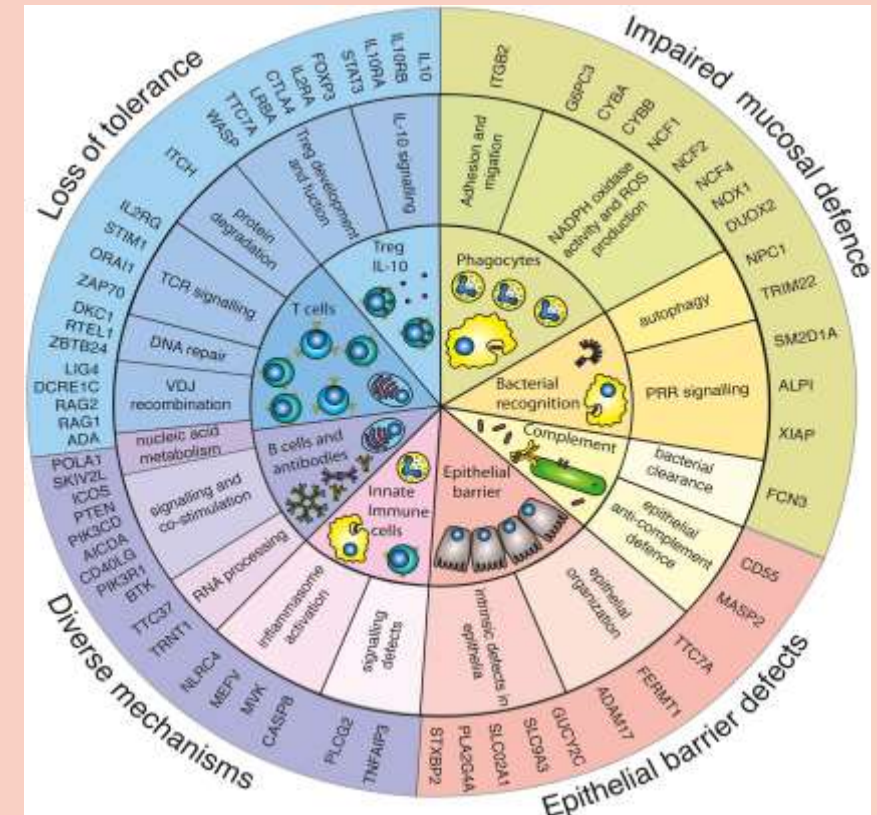 Impaired mucosal defence
ITGB2
G6PC3
CYBA
CYBB
NCF1
NCF2
NCF4
NOX1
DUOX2
NPC1
TRIM22
SM2D1A
ALPI
XIAP
FCN3
Epithelial barrier defects
CD55
MASP2
TTC7A
FERMT1
ADAM17
GUCY2C
SLC9A3
SLC02A1
PLA2G4A
STXBP2
Diverse mechanisms
TNFAIP3
PLCG2
CASP8
MVK
MEFV
NLRC4
TRNT1
TTC37
BTK
PIK3R1
CD40LG
AICDA
PIK3CD
PTEN
ICOS
SKIV2L
POLA1
Loss of tolerance
ADA
RAG1
RAG2
DCRE1C
LIG4
ZBTB24
RTEL1
DKC1
ZAP70
ORAI1
STIM1
IL2RG
ITCH
WASP
TTC7A
LRBA
CTLA4
IL2RA
FOXP3
STAT3
IL10RA
IL10RB
IL10
Adhesion and
migation
NADPH oxidase
activity and ROS
production
autophagy
PRR signalling
bacterial
clearance
epithelial
anti-complement
defence
epithelial
organization
intrinsic defects in
epithelia
signalling
defects
inflammasome
activation
RNA processing
signalling and
co-stimulation
nucleic acid
metabolism
VDJ
recombination
DNA repair
TCR signalling
protein
degradation
Treg development
and fuction
IL-10 signalling
Phagocytes
Bacterial
recognition
Complement
Epithelial
barrier
Innate
Immune
cells
B cells and
antibodies
T cells
Treg
IL-10